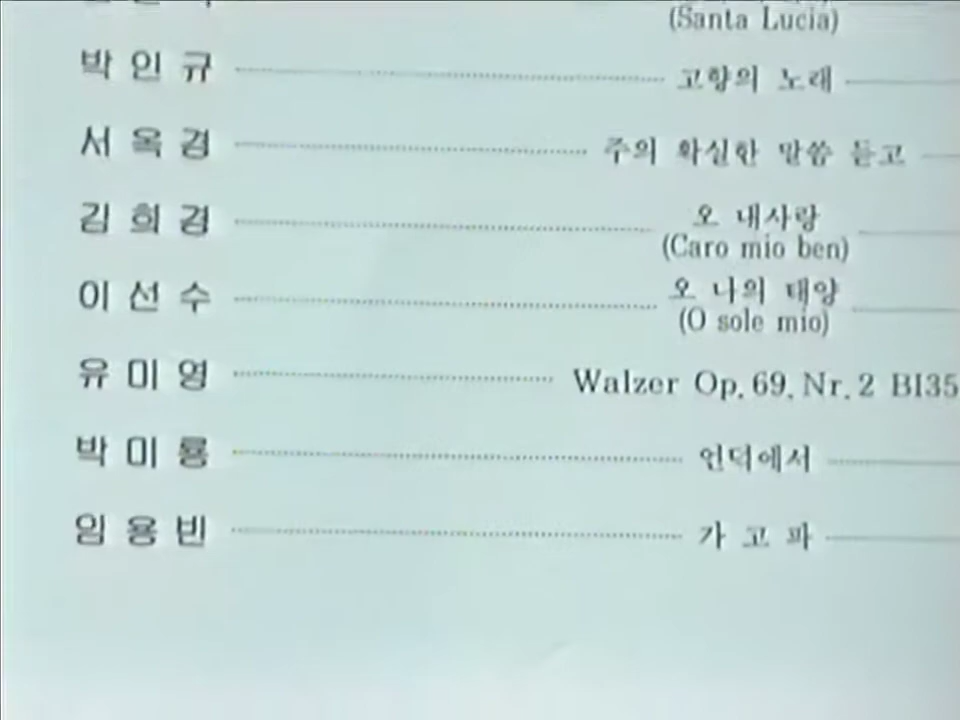 (Santa Lucia)
박 인 규 고향의 노래
서 옥 경 주의 확실한 말씀 듣고
김 희 경 오 내사랑
(Caro mio ben)
이 선 수 오 나의 태양
(O sole mio)
유 미 영 Walzer Op. 69, Nr. 2 BI35
박 미 룡 언덕에서
임 용 빈 가 고 파